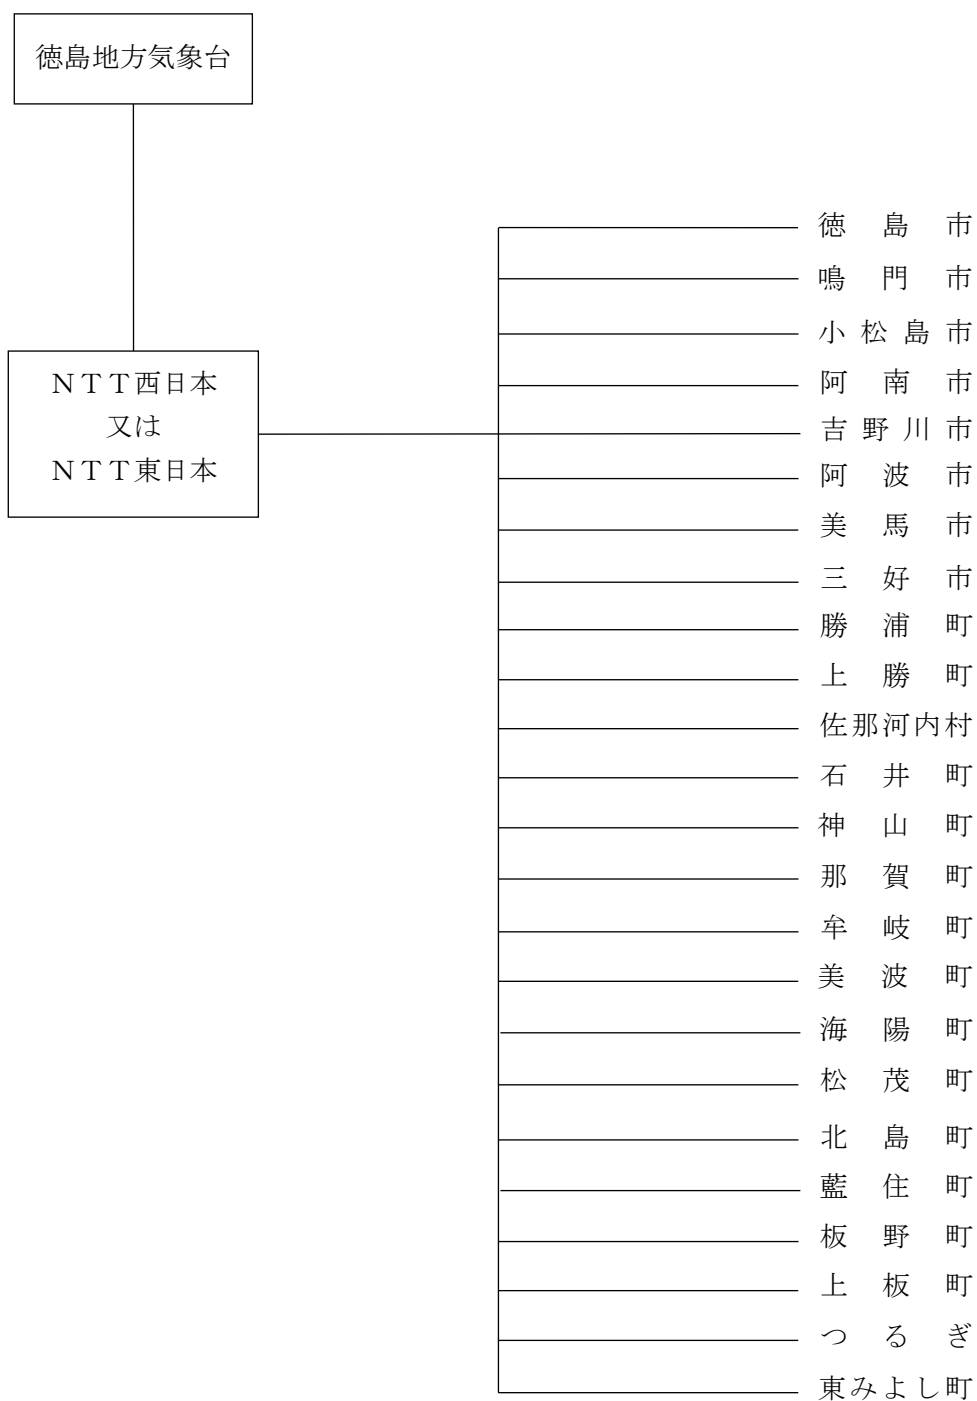 徳島地方気象台
ＮＴＴ西日本
又は
ＮＴＴ東日本
徳島市
鳴門市
小松島市
阿南市
吉野川市
阿波市
美馬市
三好市
勝浦町
上勝町
佐那河内村
石井町
神山町
那賀町
牟岐町
美波町
海陽町
松茂町
北島町
藍住町
板野町
上板町
つるぎ
東みよし町